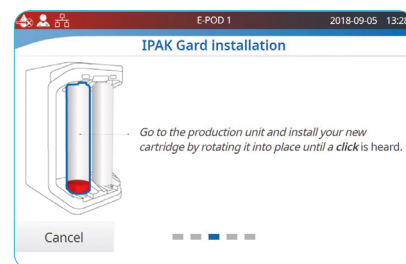 E-POD 1 2018-09-05 13:28
IPAK Gard installation
Go to the production unit and install your new
cartridge by rotating it into place until a click is heard.
Cancel